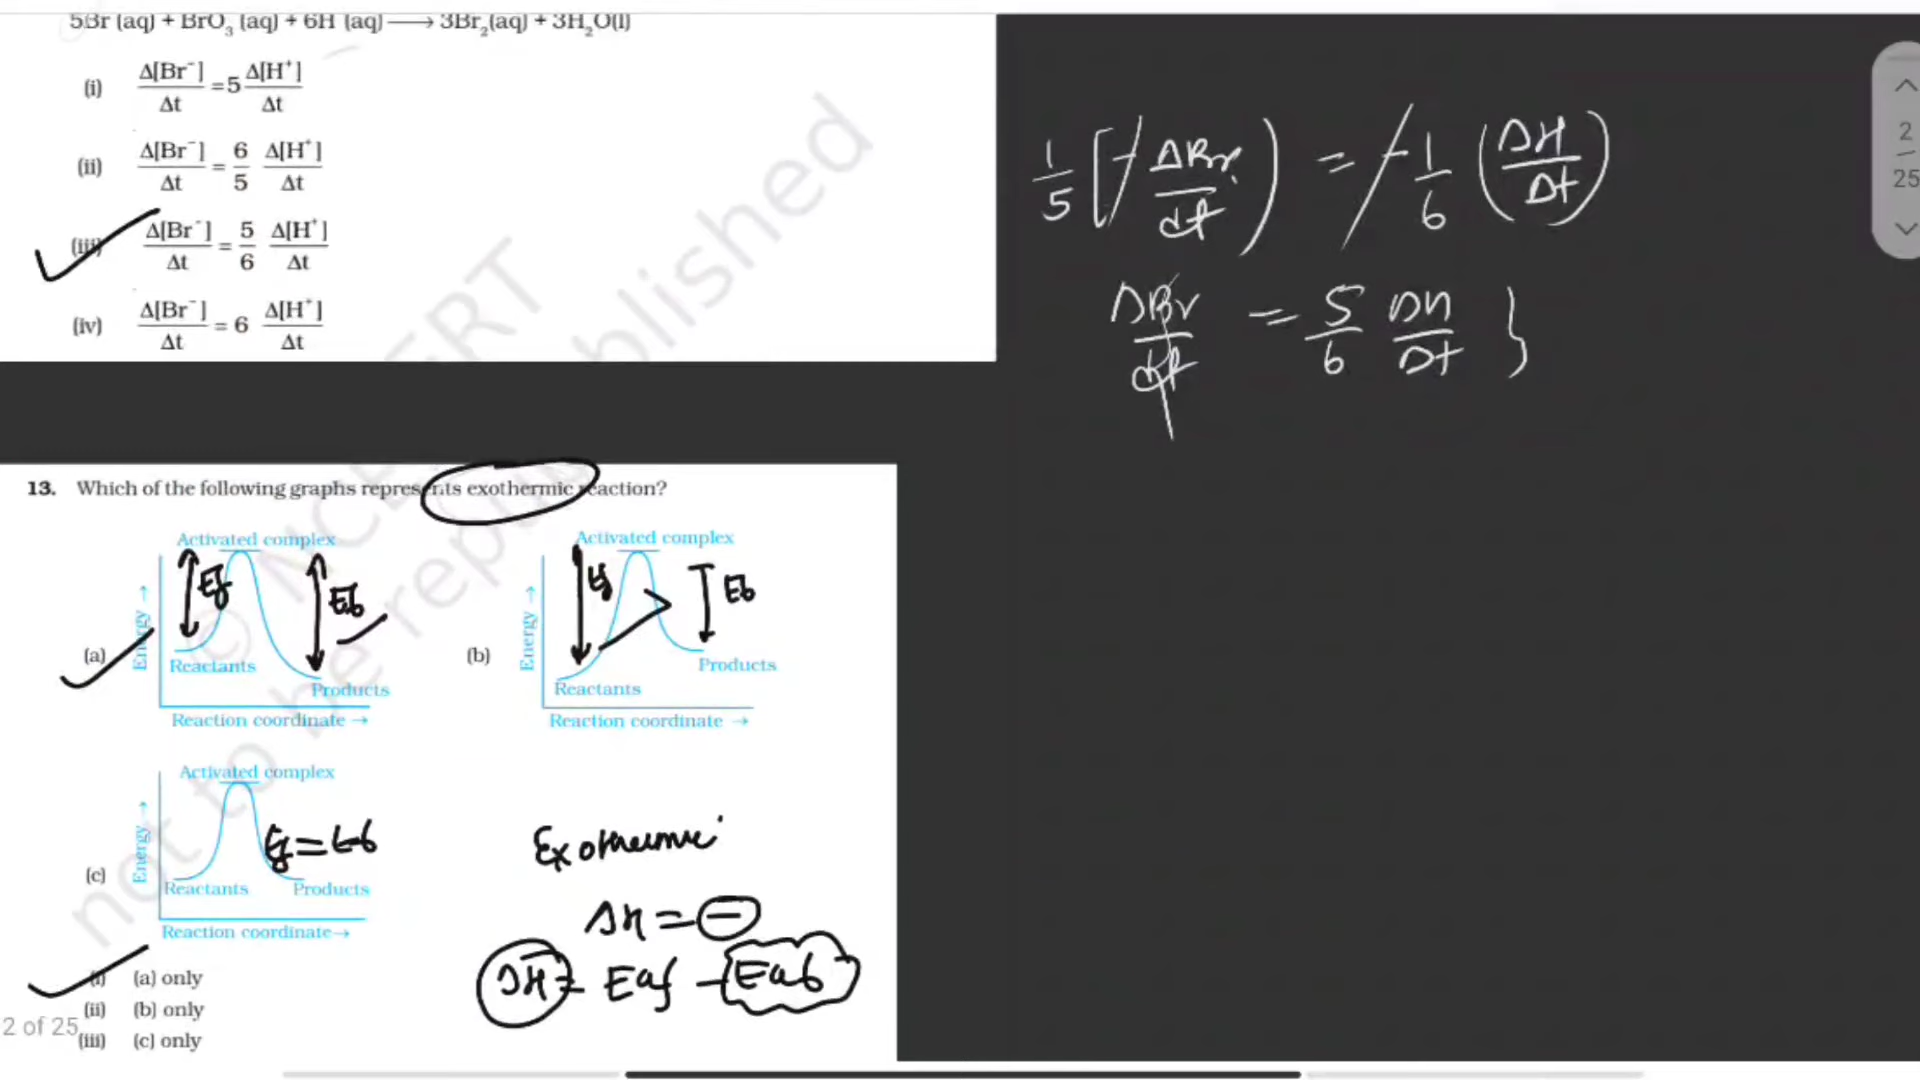 5Br (aq) + BrO₃ (aq) + 6H (aq) ⟶ 3Br₂(aq) + 3H₂O(l)
(i) Δ[Br⁻]/Δt = 5 Δ[H⁺]/Δt
(ii) Δ[Br⁻]/Δt = 6/5 Δ[H⁺]/Δt
(iii) Δ[Br⁻]/Δt = 5/6 Δ[H⁺]/Δt
(iv) Δ[Br⁻]/Δt = 6 Δ[H⁺]/Δt
1/5 [-ΔBr/dt) = -1/6 (ΔH/Δt)
ΔBr/dt = 5/6 ΔH/Δt }
2
25
13. Which of the following graphs represents exothermic reaction?
Activated complex
Ef
Eb
Energy →
(a)
Reactants
Products
Reaction coordinate →
Activated complex
Ef
Eb
Energy →
(b)
Products
Reactants
Reaction coordinate →
Activated complex
Energy →
Ef = Eb
(c)
Reactants
Products
Reaction coordinate→
Exothermic
ΔH = −
ΔH = Eaf − Eab
(i) (a) only
(ii) (b) only
(iii) (c) only
2 of 25
© NCERT
not to be republished